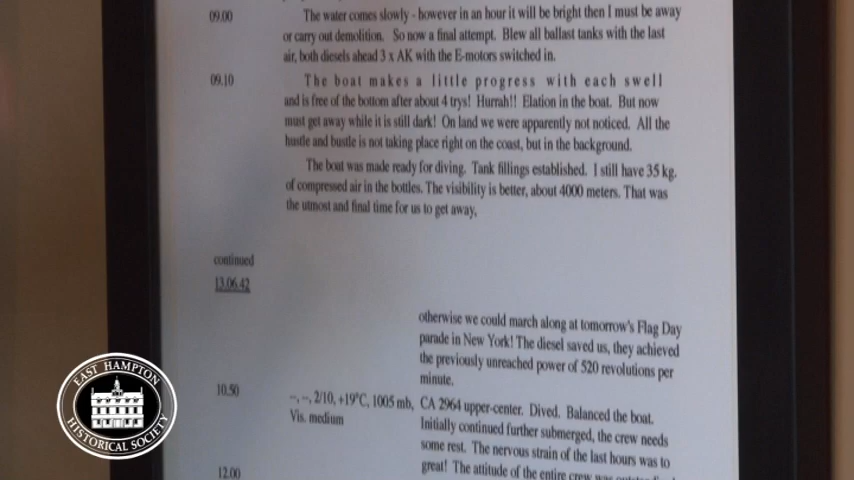 09.00 The water comes slowly - however in an hour it will be bright then I must be away
or carry out demolition. So now a final attempt. Blew all ballast tanks with the last
air, both diesels ahead 3 x AK with the E-motors switched in.
09.10 The boat makes a little progress with each swell
and is free of the bottom after about 4 trys! Hurrah!! Elation in the boat. But now
must get away while it is still dark! On land we were apparently not noticed. All the
hustle and bustle is not taking place right on the coast, but in the background.
The boat was made ready for diving. Tank fillings established. I still have 35 kg.
of compressed air in the bottles. The visibility is better, about 4000 meters. That was
the utmost and final time for us to get away,
continued
13.06.42
otherwise we could march along at tomorrow's Flag Day
parade in New York! The diesel saved us, they achieved
the previously unreached power of 520 revolutions per
minute.
10.50 –, –, 2/10, +19°C, 1005 mb, CA 2964 upper-center. Dived. Balanced the boat.
Vis. medium Initially continued further submerged, the crew needs
some rest. The nervous strain of the last hours was to
12.00 great! The attitude of the entire crew was
EAST HAMPTON
HISTORICAL SOCIETY